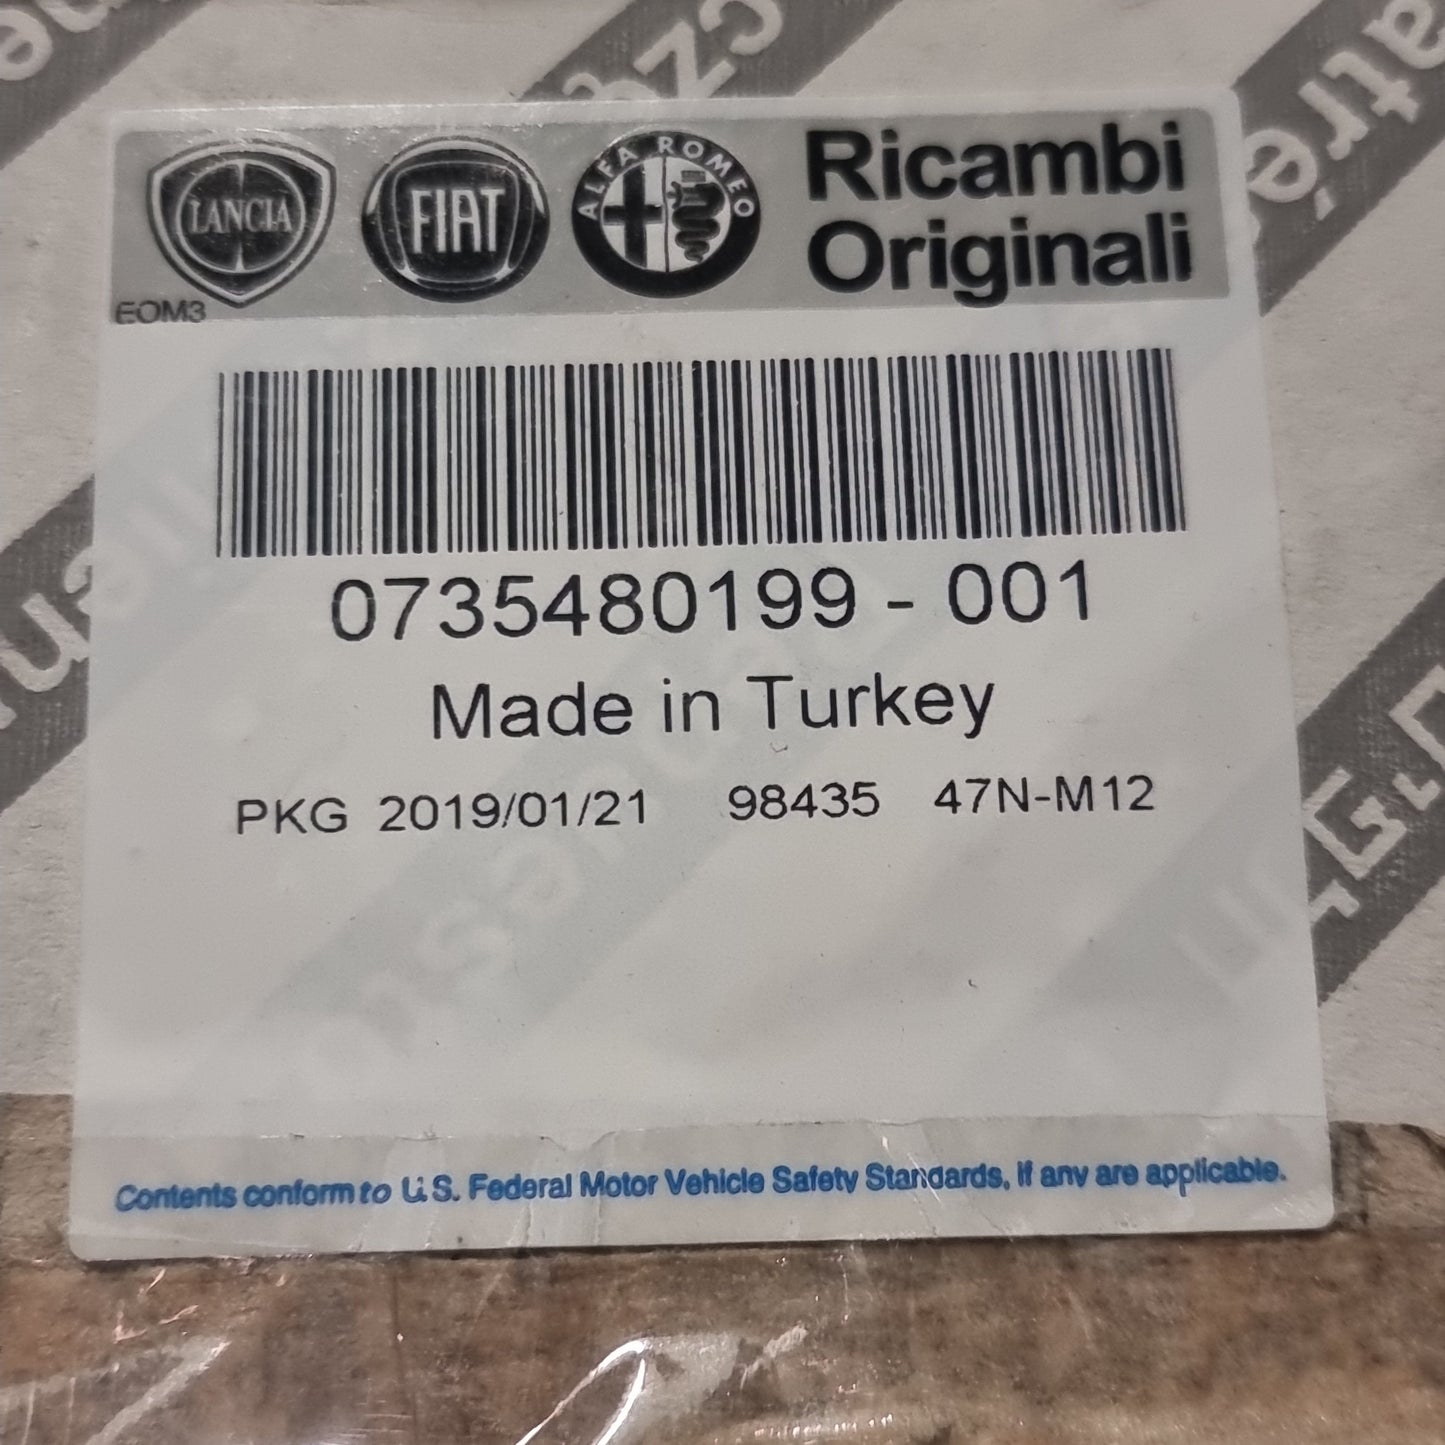 LANCIA
FIAT
ALFA ROMEO
Ricambi
Originali
EOM3
0735480199 - 001
Made in Turkey
PKG 2019/01/21 98435 47N-M12
Contents conform to U.S. Federal Motor Vehicle Safety Standards, if any are applicable.